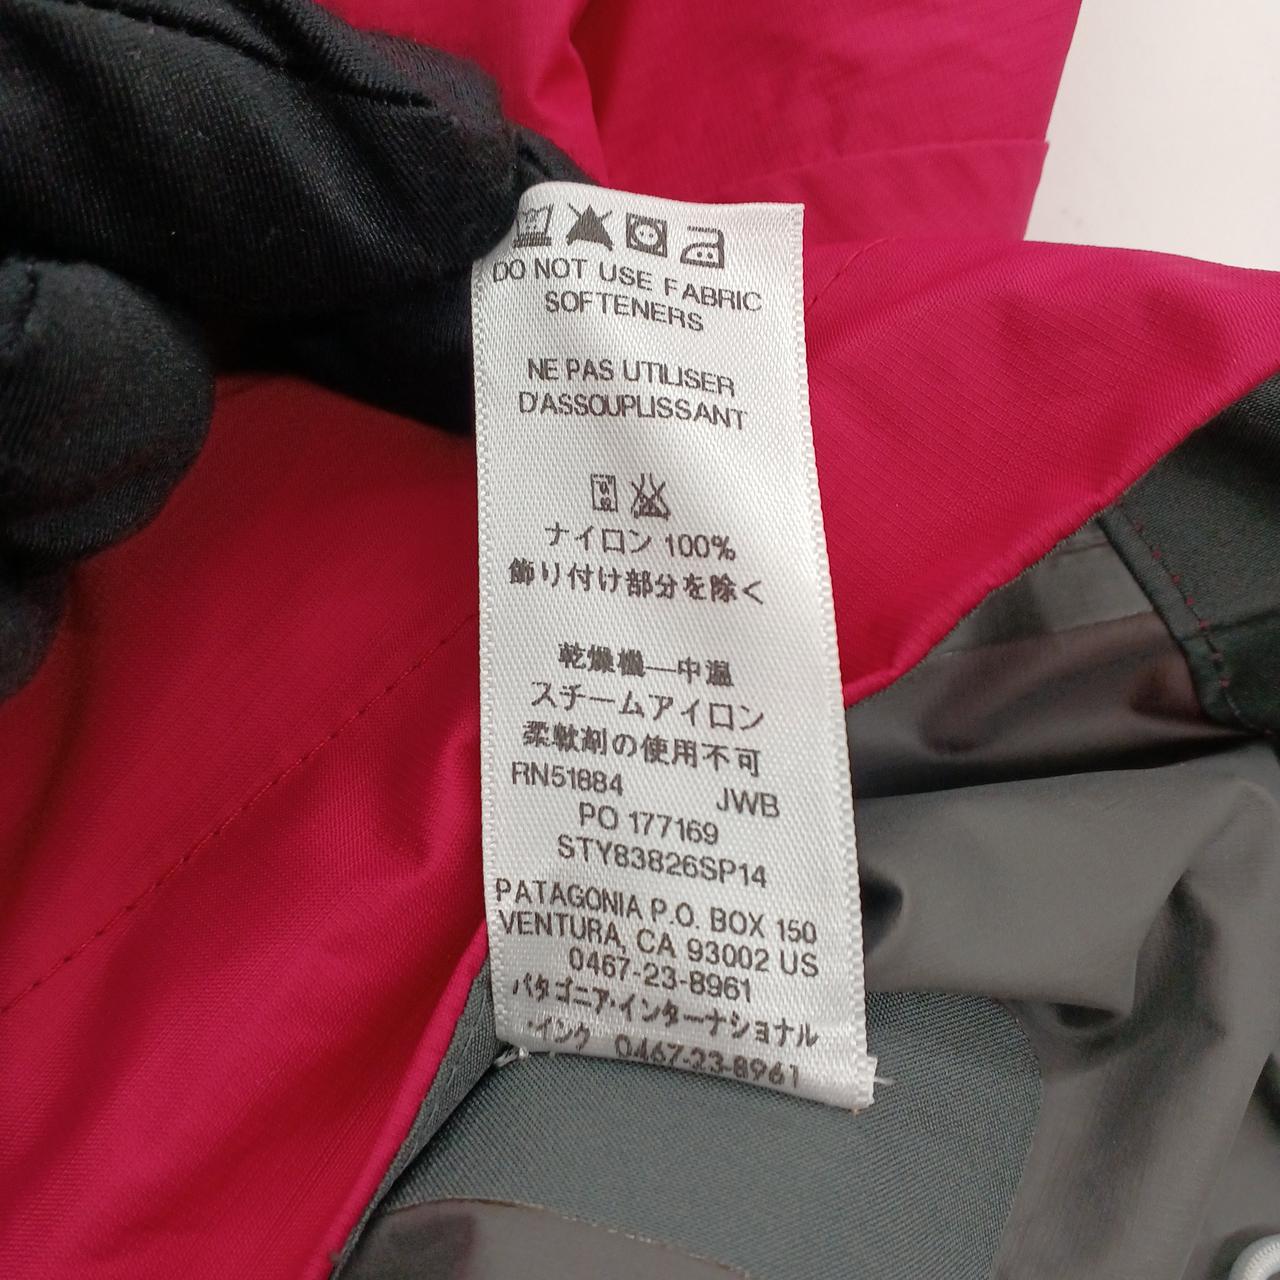 DO NOT USE FABRIC
SOFTENERS
NE PAS UTILISER
D'ASSOUPLISSANT
ナイロン 100%
飾り付け部分を除く
乾燥機—中温
スチームアイロン
柔軟剤の使用不可
RN51884 JWB
PO 177169
STY83826SP14
PATAGONIA P.O. BOX 150
VENTURA, CA 93002 US
0467-23-8961
パタゴニア・インターナショナル
・インク 0467-23-8961